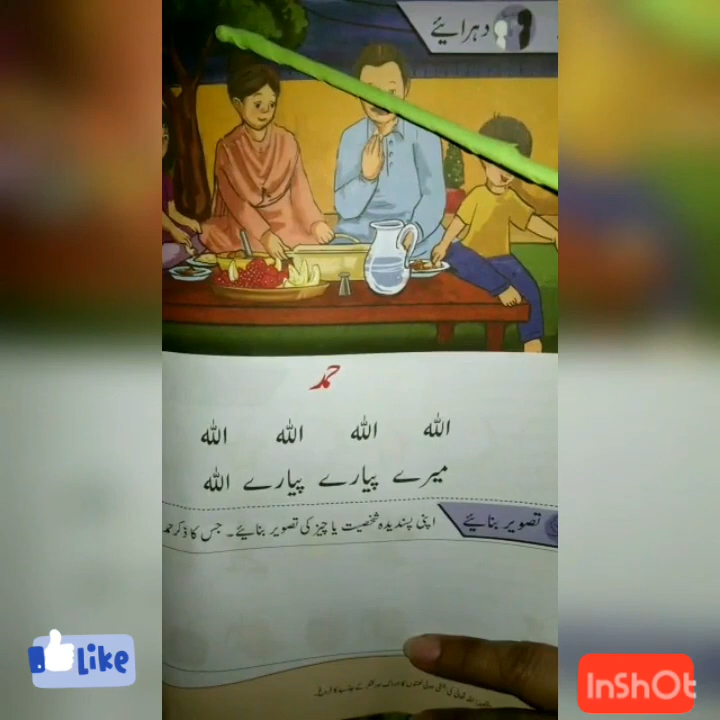 دہرائیے
حمد
اللہ اللہ اللہ اللہ
میرے پیارے پیارے اللہ
تصویر بنائیے
اپنی پسندیدہ شخصیت یا چیز کی تصویر بنائیے۔ جس کا ذکر حمد
Like
InShOt